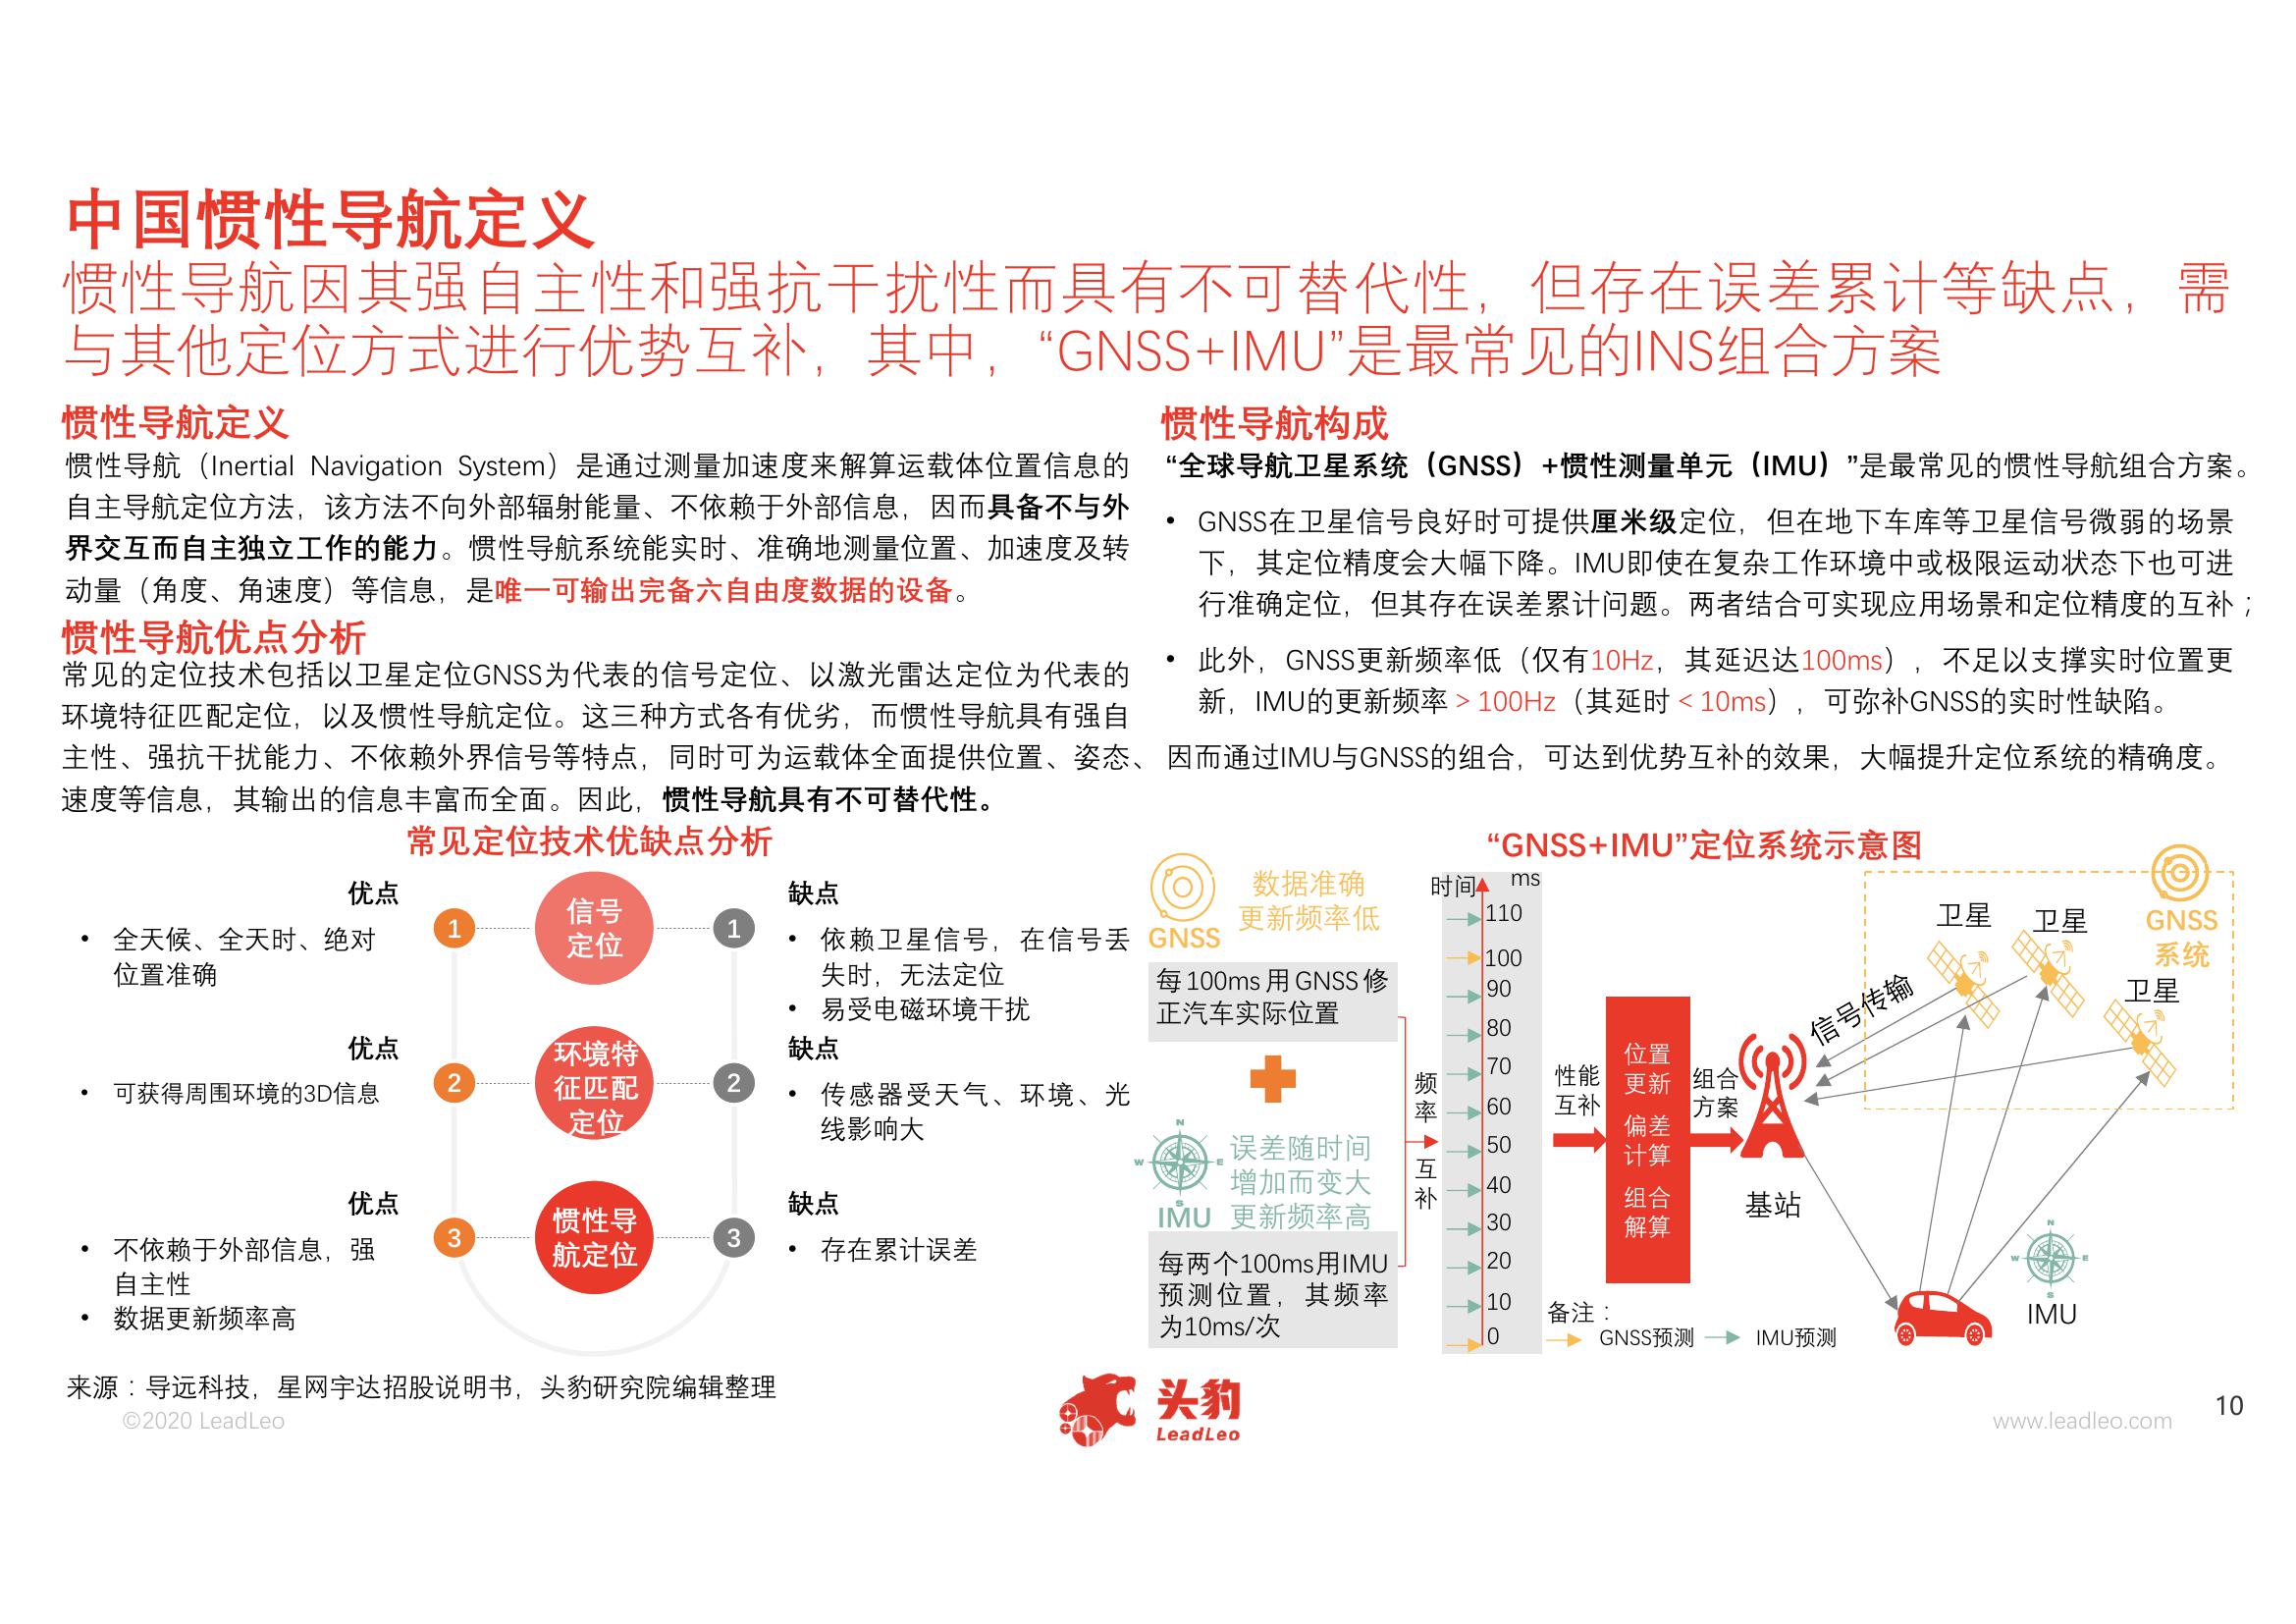 中国惯性导航定义
惯性导航因其强自主性和强抗干扰性而具有不可替代性，但存在误差累计等缺点，需
与其他定位方式进行优势互补，其中，“GNSS+IMU”是最常见的INS组合方案
惯性导航定义
惯性导航（Inertial Navigation System）是通过测量加速度来解算运载体位置信息的
自主导航定位方法，该方法不向外部辐射能量、不依赖于外部信息，因而具备不与外
界交互而自主独立工作的能力。惯性导航系统能实时、准确地测量位置、加速度及转
动量（角度、角速度）等信息，是唯一可输出完备六自由度数据的设备。
惯性导航优点分析
常见的定位技术包括以卫星定位GNSS为代表的信号定位、以激光雷达定位为代表的
环境特征匹配定位，以及惯性导航定位。这三种方式各有优劣，而惯性导航具有强自
主性、强抗干扰能力、不依赖外界信号等特点，同时可为运载体全面提供位置、姿态、
速度等信息，其输出的信息丰富而全面。因此，惯性导航具有不可替代性。
惯性导航构成
“全球导航卫星系统（GNSS）+惯性测量单元（IMU）”是最常见的惯性导航组合方案。
• GNSS在卫星信号良好时可提供厘米级定位，但在地下车库等卫星信号微弱的场景
下，其定位精度会大幅下降。IMU即使在复杂工作环境中或极限运动状态下也可进
行准确定位，但其存在误差累计问题。两者结合可实现应用场景和定位精度的互补；
• 此外，GNSS更新频率低（仅有10Hz，其延迟达100ms），不足以支撑实时位置更
新，IMU的更新频率＞100Hz（其延时＜10ms），可弥补GNSS的实时性缺陷。
因而通过IMU与GNSS的组合，可达到优势互补的效果，大幅提升定位系统的精确度。
常见定位技术优缺点分析
优点
• 全天候、全天时、绝对
位置准确
1
信号
定位
1
缺点
• 依赖卫星信号，在信号丢
失时，无法定位
• 易受电磁环境干扰
优点
• 可获得周围环境的3D信息
2
环境特
征匹配
定位
2
缺点
• 传感器受天气、环境、光
线影响大
优点
• 不依赖于外部信息，强
自主性
• 数据更新频率高
3
惯性导
航定位
3
缺点
• 存在累计误差
“GNSS+IMU”定位系统示意图
GNSS
数据准确
更新频率低
每100ms用GNSS修
正汽车实际位置
N
W
E
S
IMU
误差随时间
增加而变大
更新频率高
每两个100ms用IMU
预测位置，其频率
为10ms/次
频
率
互
补
时间
ms
110
100
90
80
70
60
50
40
30
20
10
0
性能
互补
位置
更新
偏差
计算
组合
解算
组合
方案
基站
信号传输
卫星
卫星
卫星
GNSS
系统
N
W
E
S
IMU
备注：
GNSS预测
IMU预测
来源：导远科技，星网宇达招股说明书，头豹研究院编辑整理
©2020 LeadLeo
头豹
LeadLeo
www.leadleo.com
10